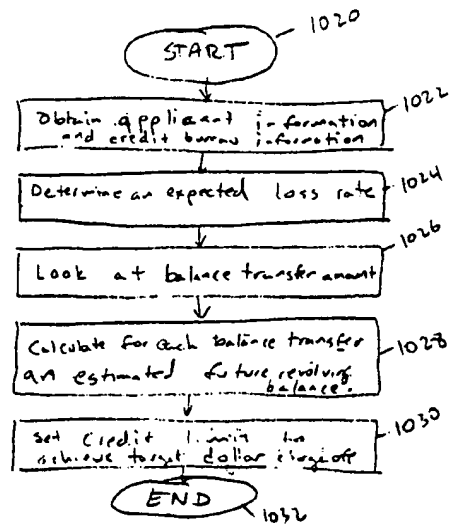 START
1020
Obtain applicant information
and credit bureau information
1022
Determine an expected loss rate
1024
Look at balance transfer amount
1026
Calculate for each balance transfer
an estimated future revolving
balance.
1028
Set credit limit to
achieve target dollar chargeoff
1030
END
1032